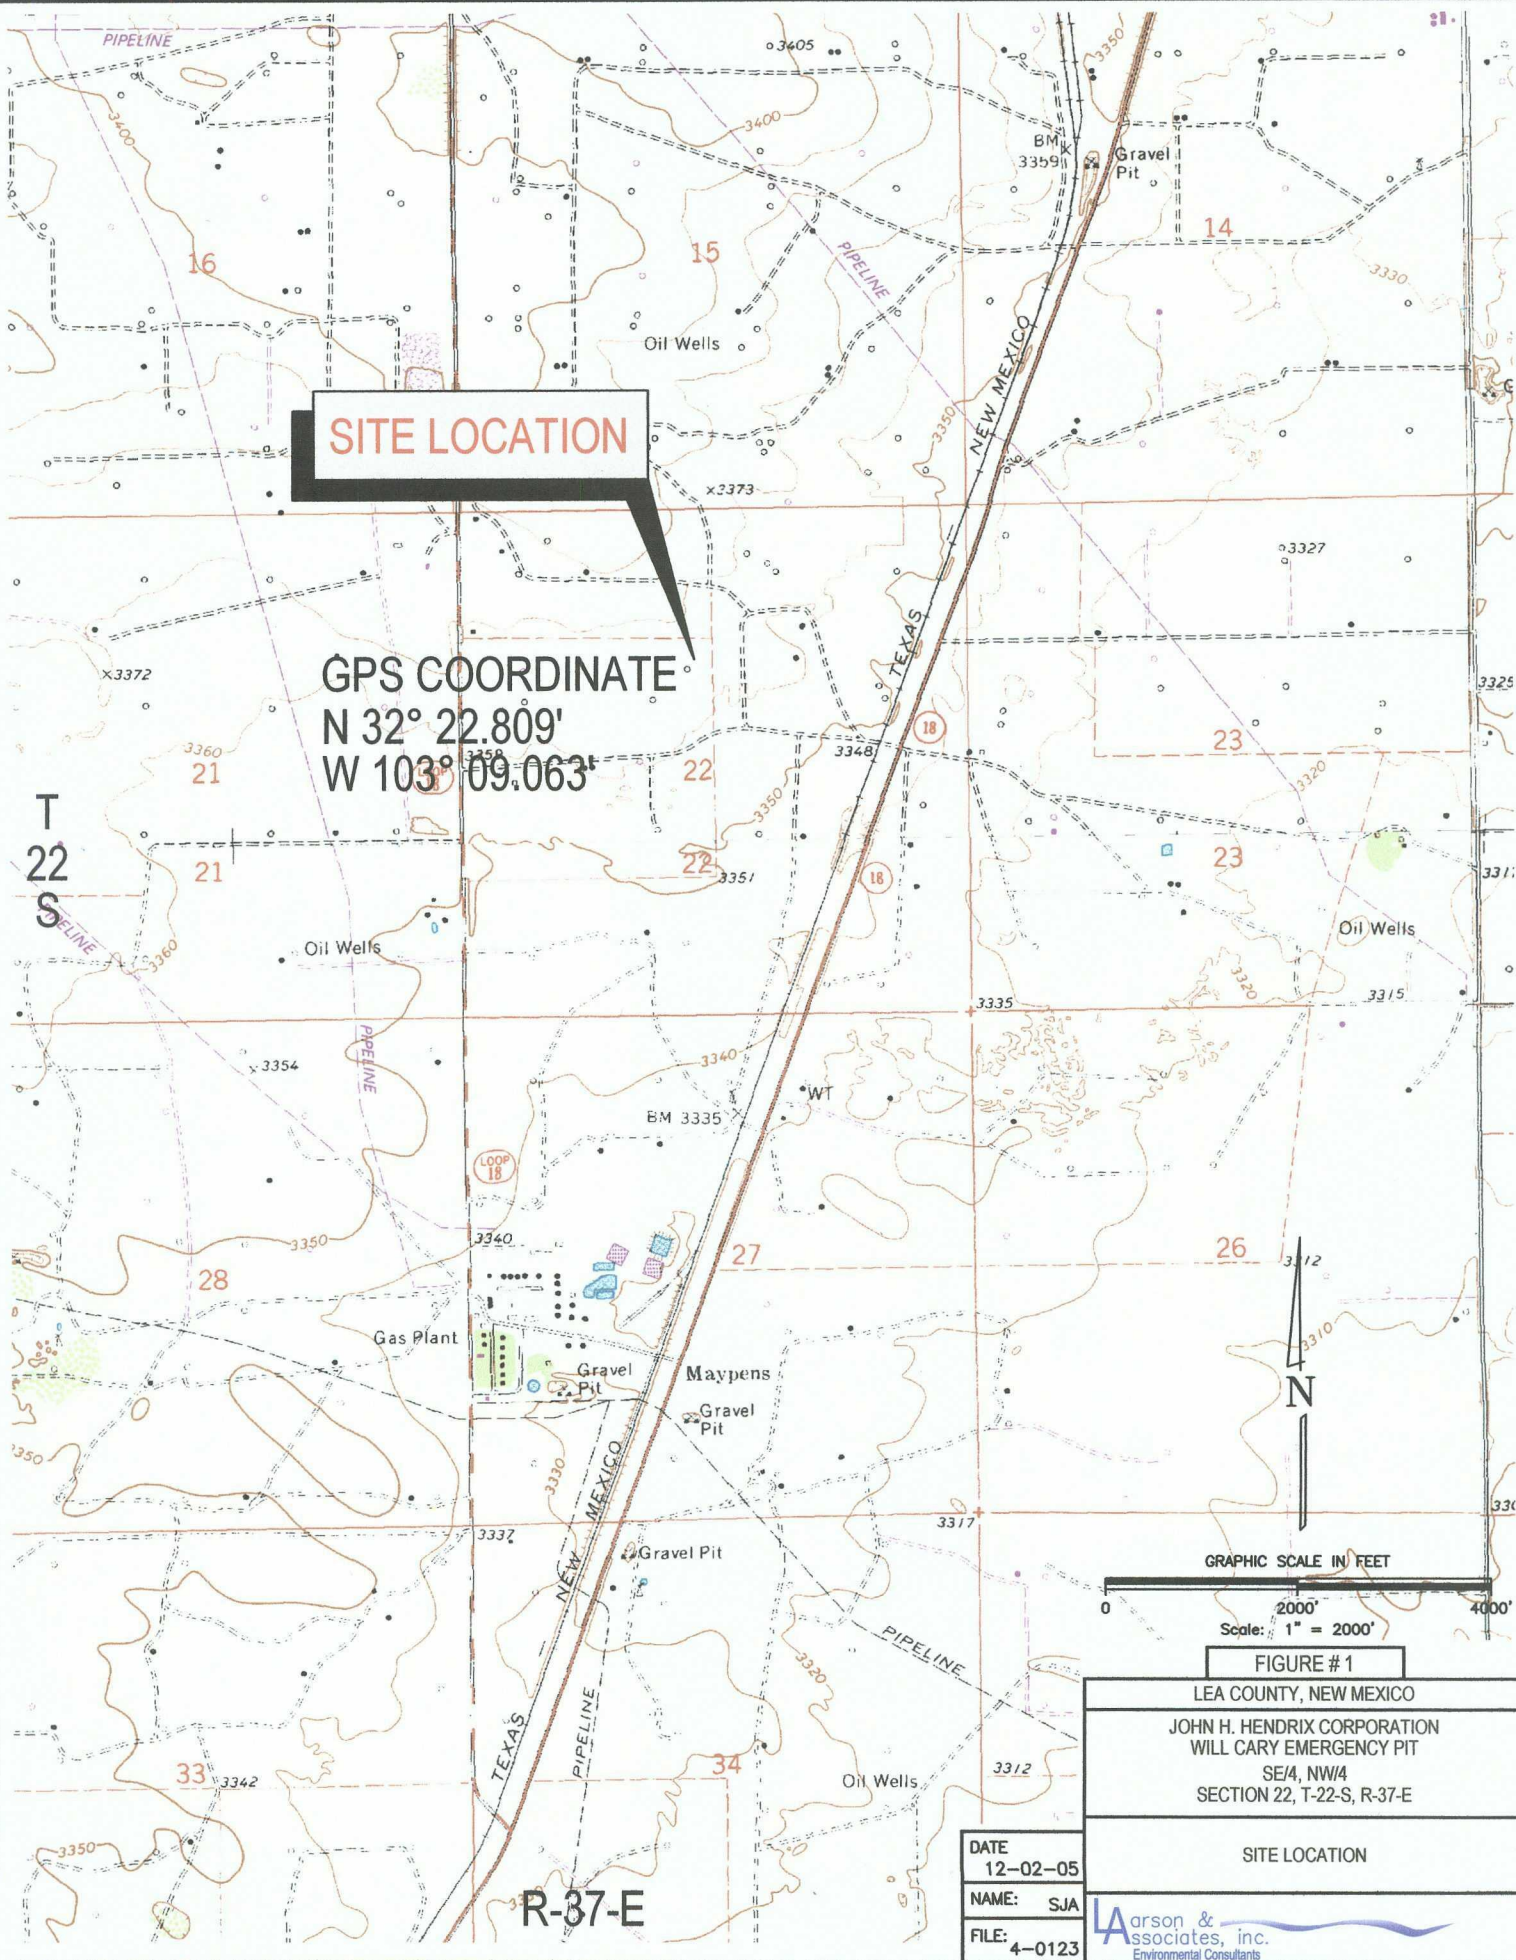 PIPELINE
3405
3350
3400
3400
BM
3359
Gravel
Pit
16
15
14
PIPELINE
3330
Oil Wells
NEW MEXICO
3350
SITE LOCATION
3373
3327
TEXAS
3372
GPS COORDINATE
N 32° 22.809'
W 103° 09.063'
3325
18
3348
23
3360
21
22
3350
3320
T
22
S
21
22
3351
18
23
PIPELINE
3360
Oil Wells
Oil Wells
3320
3315
3335
PIPELINE
3354
3340
WT
BM 3335
LOOP
18
3340
3350
28
27
26
3312
3310
Gas Plant
Gravel
Pit
Maypens
Gravel
Pit
N
3350
3330
NEW MEXICO
3337
3317
Gravel Pit
GRAPHIC SCALE IN FEET
0 2000' 4000'
Scale: 1" = 2000'
PIPELINE
3320
PIPELINE
TEXAS
33
3342
34
Oil Wells
3312
3350
R-37-E
FIGURE # 1
LEA COUNTY, NEW MEXICO
JOHN H. HENDRIX CORPORATION
WILL CARY EMERGENCY PIT
SE/4, NW/4
SECTION 22, T-22-S, R-37-E
SITE LOCATION
DATE
12-02-05
NAME: SJA
FILE: 4-0123
Larson &
Associates, inc.
Environmental Consultants